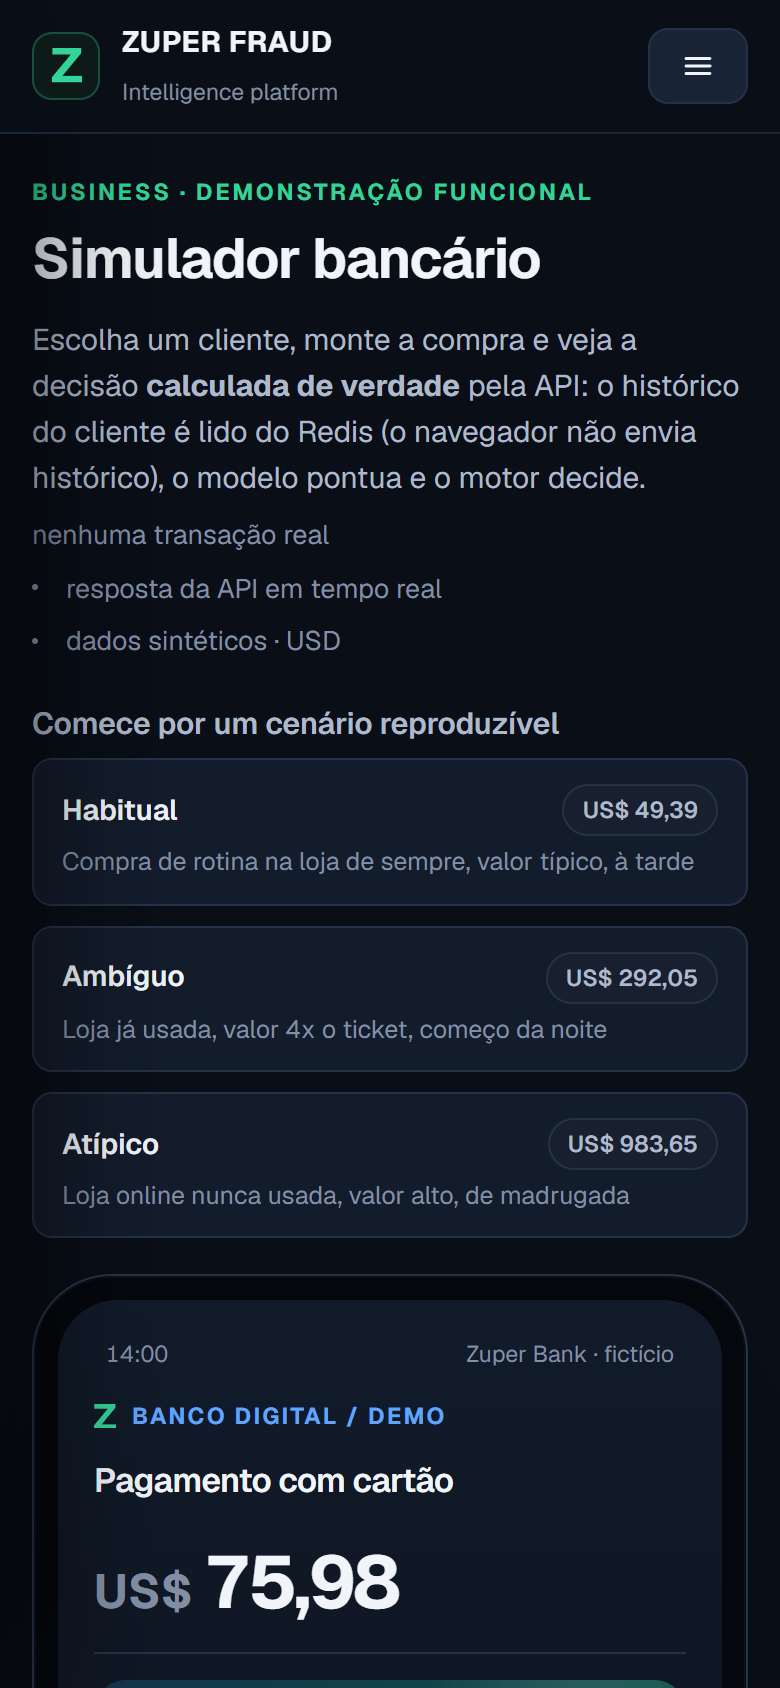 Z
ZUPER FRAUD
Intelligence platform
BUSINESS · DEMONSTRAÇÃO FUNCIONAL
Simulador bancário
Escolha um cliente, monte a compra e veja a
decisão calculada de verdade pela API: o histórico
do cliente é lido do Redis (o navegador não envia
histórico), o modelo pontua e o motor decide.
nenhuma transação real
• resposta da API em tempo real
• dados sintéticos · USD
Comece por um cenário reproduzível
Habitual
US$ 49,39
Compra de rotina na loja de sempre, valor típico, à tarde
Ambíguo
US$ 292,05
Loja já usada, valor 4x o ticket, começo da noite
Atípico
US$ 983,65
Loja online nunca usada, valor alto, de madrugada
14:00
Zuper Bank · fictício
Z BANCO DIGITAL / DEMO
Pagamento com cartão
US$ 75,98